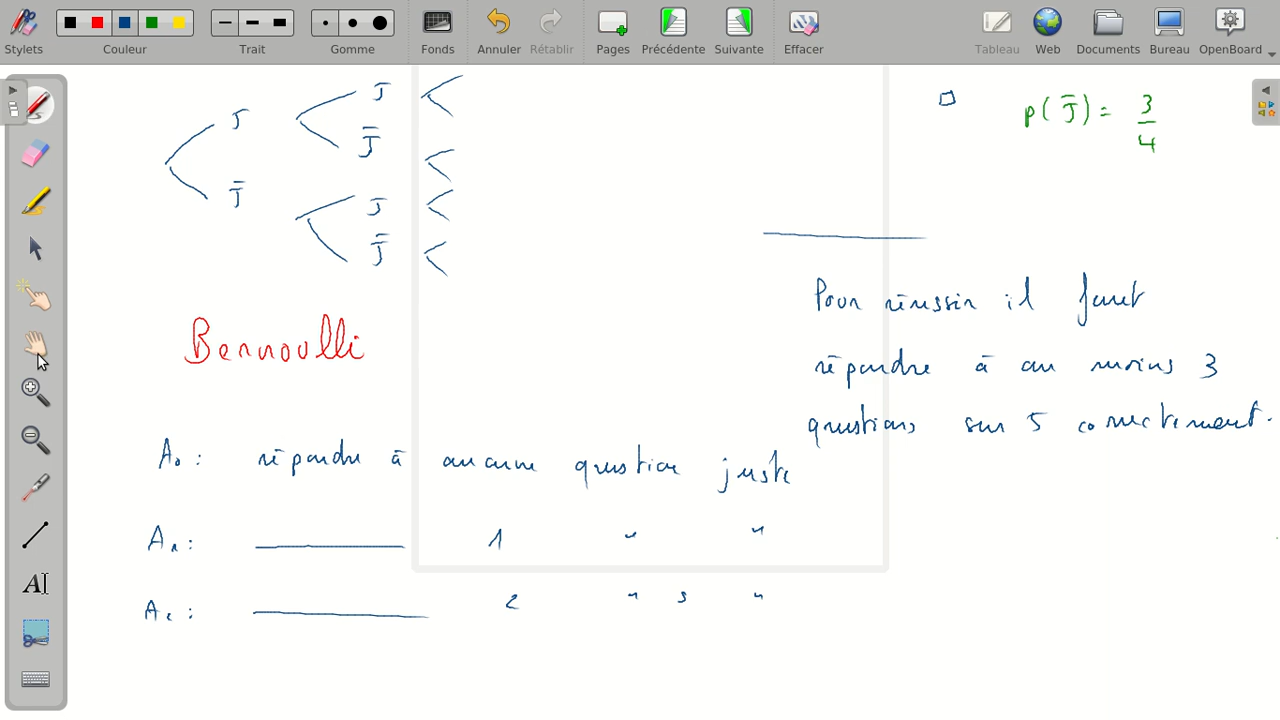 Stylets Couleur Trait Gomme Fonds Annuler Rétablir Pages Précédente Suivante Effacer Tableau Web Documents Bureau OpenBoard
J J
J̄ J̄
J
J̄
p(J̄) = 3/4
Pour réussir il faut
répondre à au moins 3
questions sur 5 correctement.
Bernoulli
A₀ : répondre à aucune question juste
A₁ : 1 " "
A₂ : 2 " s "